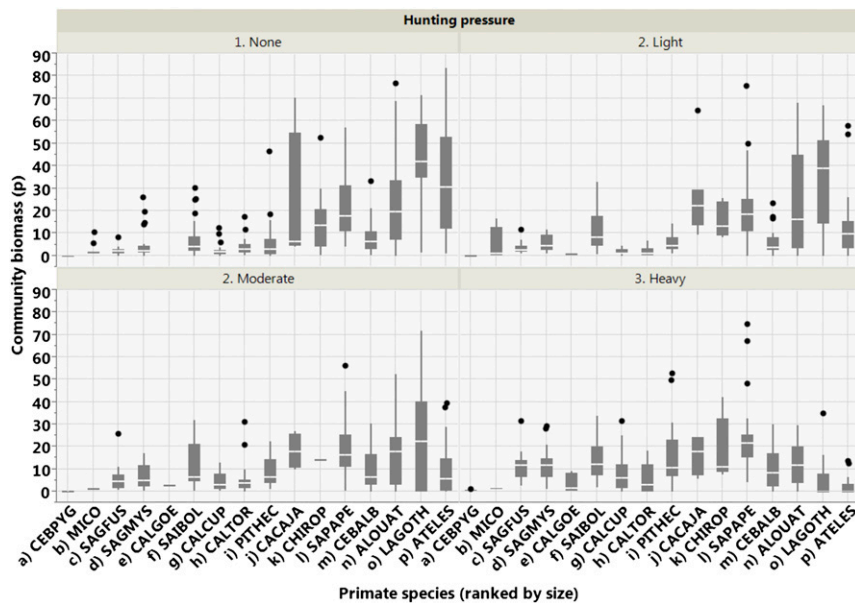 Hunting pressure
1. None
2. Light
90
80
70
60
50
40
30
20
10
0
2. Moderate
3. Heavy
90
80
70
60
50
40
30
20
10
0
Community biomass (p)
a) CEBPYG
b) MICO
c) SAGFUS
d) SAGMYS
e) CALGOE
f) SAIBOL
g) CALCUP
h) CALTOR
i) PITHEC
j) CACAJA
k) CHIROP
l) SAPAPE
m) CEBALB
n) ALOUAT
o) LAGOTH
p) ATELES
a) CEBPYG
b) MICO
c) SAGFUS
d) SAGMYS
e) CALGOE
f) SAIBOL
g) CALCUP
h) CALTOR
i) PITHEC
j) CACAJA
k) CHIROP
l) SAPAPE
m) CEBALB
n) ALOUAT
o) LAGOTH
p) ATELES
Primate species (ranked by size)